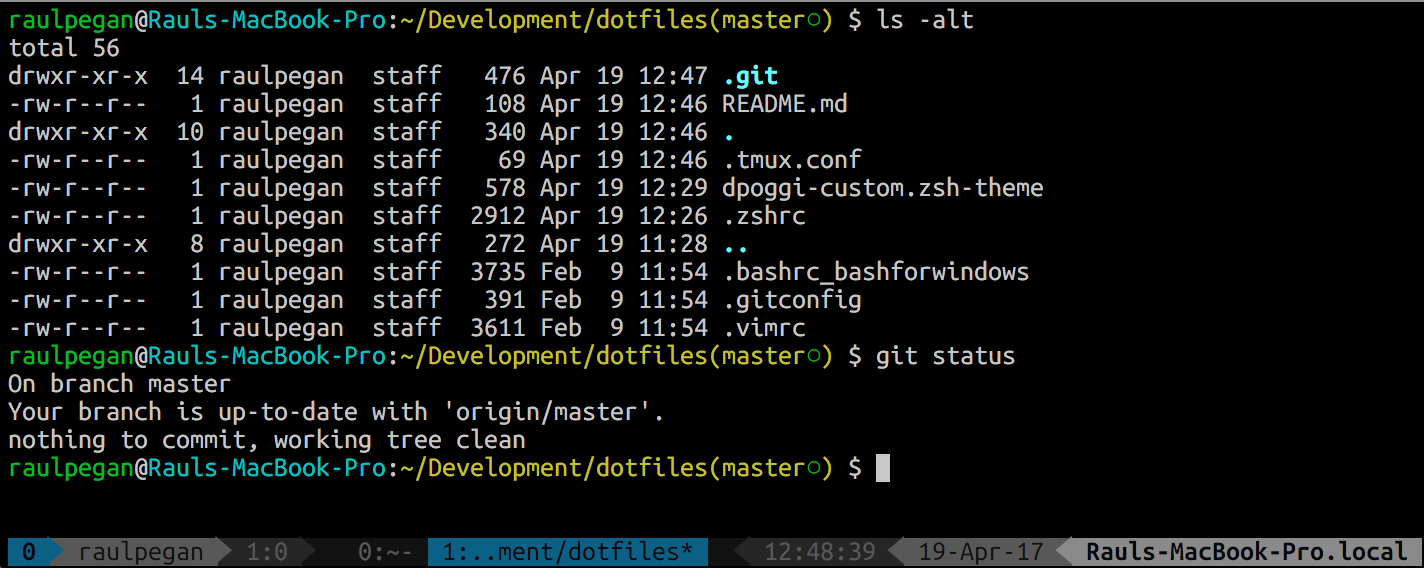 raulpegan@Rauls-MacBook-Pro:~/Development/dotfiles(master○) $ ls -alt
total 56
drwxr-xr-x  14 raulpegan  staff   476 Apr 19 12:47 .git
-rw-r--r--   1 raulpegan  staff   108 Apr 19 12:46 README.md
drwxr-xr-x  10 raulpegan  staff   340 Apr 19 12:46 .
-rw-r--r--   1 raulpegan  staff    69 Apr 19 12:46 .tmux.conf
-rw-r--r--   1 raulpegan  staff   578 Apr 19 12:29 dpoggi-custom.zsh-theme
-rw-r--r--   1 raulpegan  staff  2912 Apr 19 12:26 .zshrc
drwxr-xr-x   8 raulpegan  staff   272 Apr 19 11:28 ..
-rw-r--r--   1 raulpegan  staff  3735 Feb  9 11:54 .bashrc_bashforwindows
-rw-r--r--   1 raulpegan  staff   391 Feb  9 11:54 .gitconfig
-rw-r--r--   1 raulpegan  staff  3611 Feb  9 11:54 .vimrc
raulpegan@Rauls-MacBook-Pro:~/Development/dotfiles(master○) $ git status
On branch master
Your branch is up-to-date with 'origin/master'.
nothing to commit, working tree clean
raulpegan@Rauls-MacBook-Pro:~/Development/dotfiles(master○) $
0 raulpegan 1:0 0:~- 1:..ment/dotfiles* 12:48:39 19-Apr-17 Rauls-MacBook-Pro.local